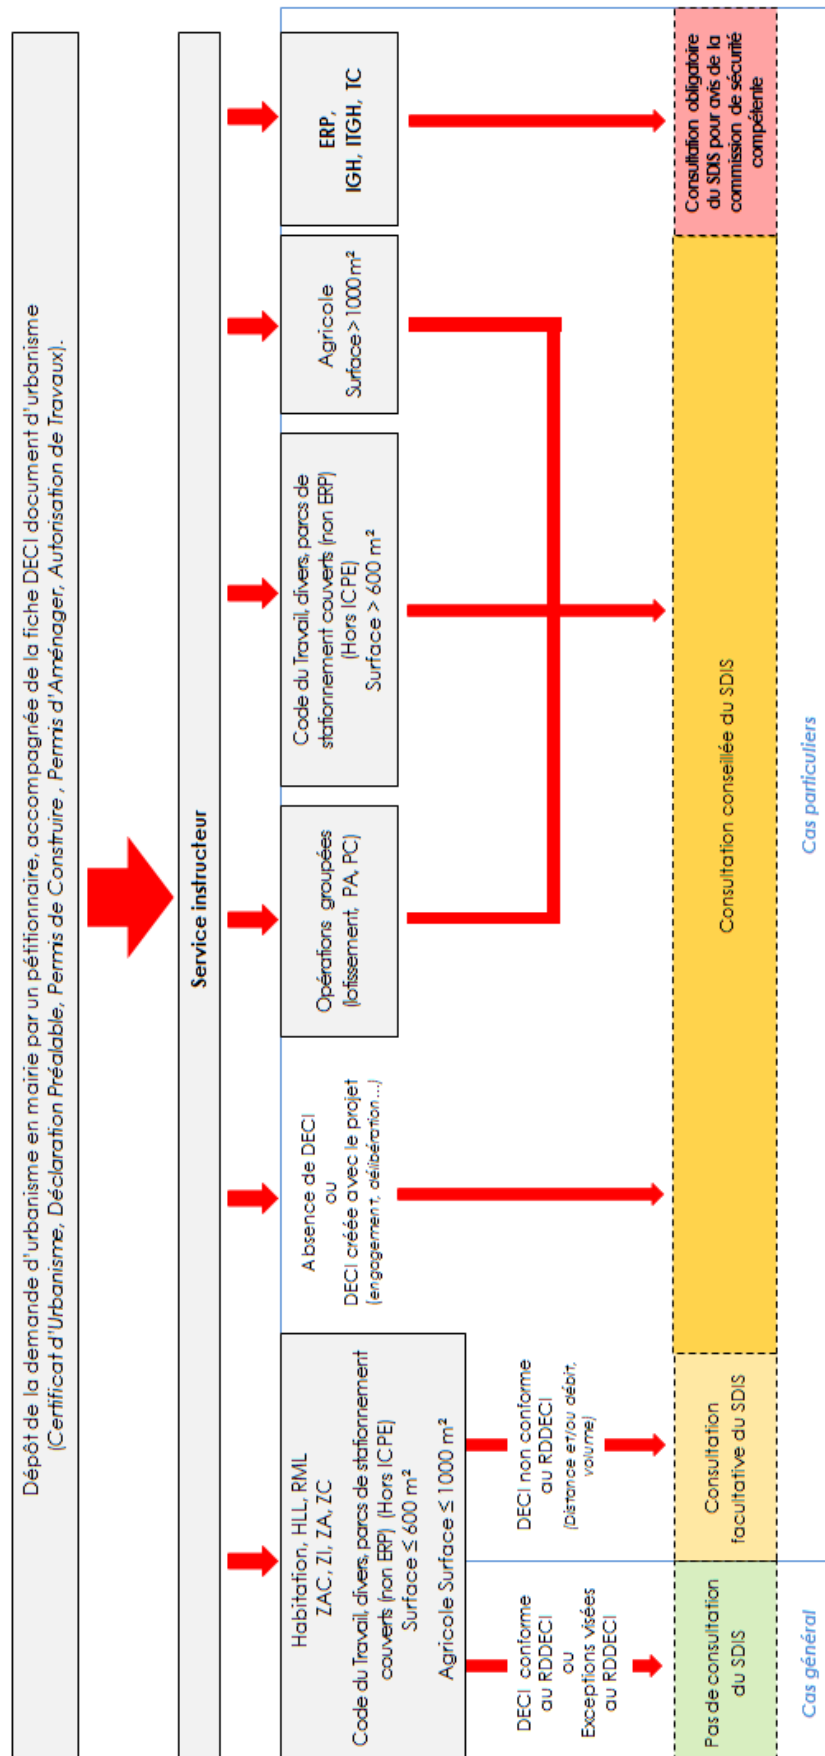 Dépôt de la demande d'urbanisme en mairie par un pétitionnaire, accompagnée de la fiche DECI document d'urbanisme
(Certificat d'Urbanisme, Déclaration Préalable, Permis de Construire , Permis d'Aménager, Autorisation de Travaux).
Service instructeur
Habitation, HLL, RML
ZAC, ZI, ZA, ZC
Code du Travail, divers, parcs de stationnement
couverts (non ERP) (Hors ICPE)
Surface ≤ 600 m²
Agricole Surface ≤ 1000 m²
Absence de DECI
ou
DECI créée avec le projet
(engagement, délibération...)
Opérations groupées
(lotissement, PA, PC)
Code du Travail, divers, parcs de
stationnement couverts (non ERP)
(Hors ICPE)
Surface > 600 m²
Agricole
Surface>1000m²
ERP,
IGH, ITGH, TC
DECI conforme
au RDDECI
ou
Exceptions visées
au RDDECI
DECI non conforme
au RDDECI
(Distance et/ou débit,
volume)
Pas de consultation
du SDIS
Consultation
facultative du SDIS
Consultation conseillée du SDIS
Consultation obligatoire
du SDIS pour avis de la
commission de sécurité
compétente
Cas général
Cas particuliers